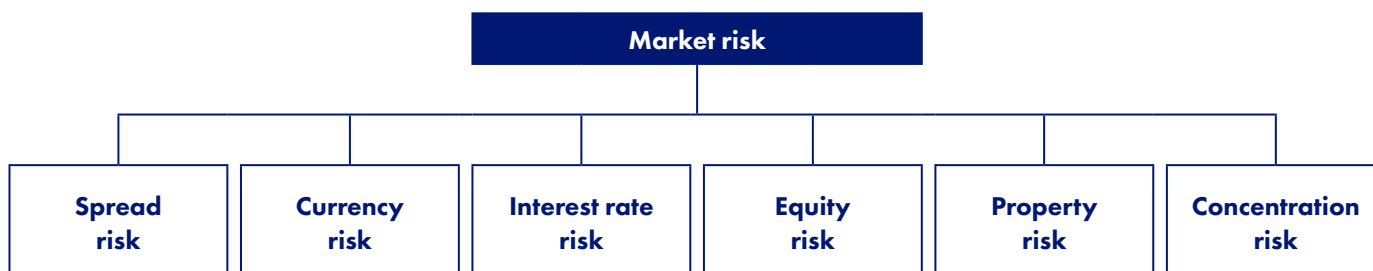 Market risk
Spread
risk
Currency
risk
Interest rate
risk
Equity
risk
Property
risk
Concentration
risk